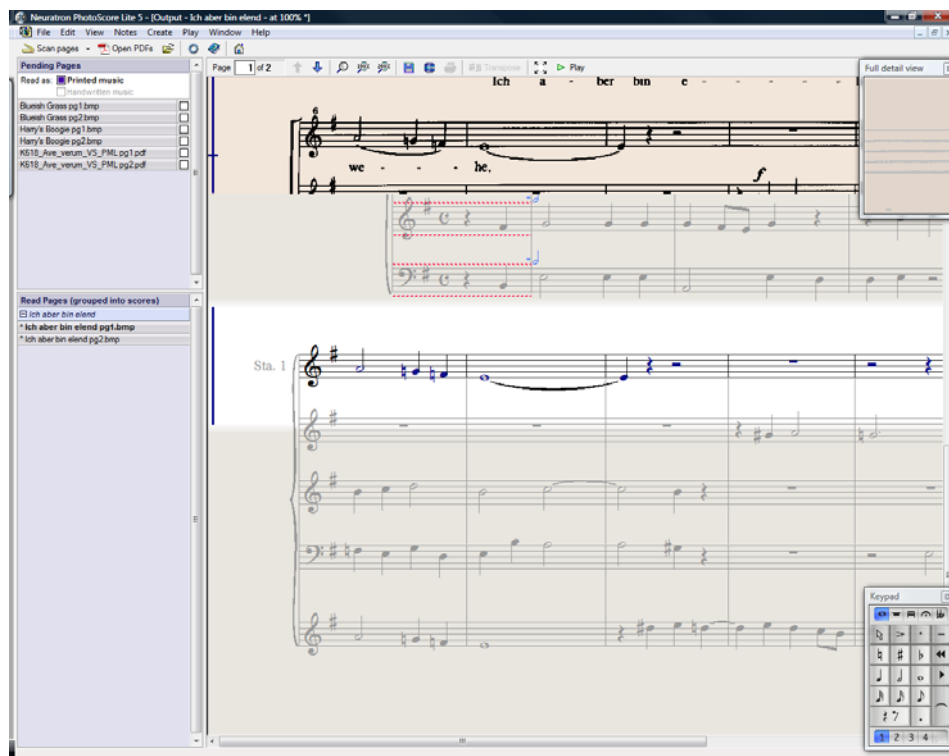 Neuratron PhotoScore Lite 5 - [Output - Ich aber bin elend - at 100% *]
File Edit View Notes Create Play Window Help
Scan pages Open PDFs
Pending Pages
Read as: Printed music
Handwritten music
Blueish Grass pg1.bmp
Blueish Grass pg2.bmp
Harry's Boogie pg1.bmp
Harry's Boogie pg2.bmp
K618_Ave_verum_VS_PML pg1.pdf
K618_Ave_verum_VS_PML pg2.pdf
Read Pages (grouped into scores)
Ich aber bin elend
* Ich aber bin elend pg1.bmp
* Ich aber bin elend pg2.bmp
Page 1 of 2 Transpose Play
Ich a - ber bin e - - - -
6
we - - - he,
f
Sta. 1
Full detail view
Keypad
1 2 3 4